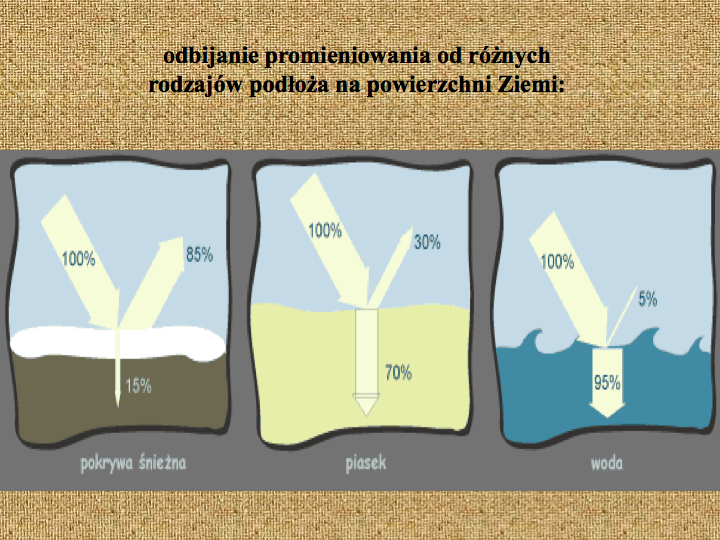 odbijanie promieniowania od różnych
rodzajów podłoża na powierzchni Ziemi:
100%
85%
15%
pokrywa śnieżna
100%
30%
70%
piasek
100%
5%
95%
woda